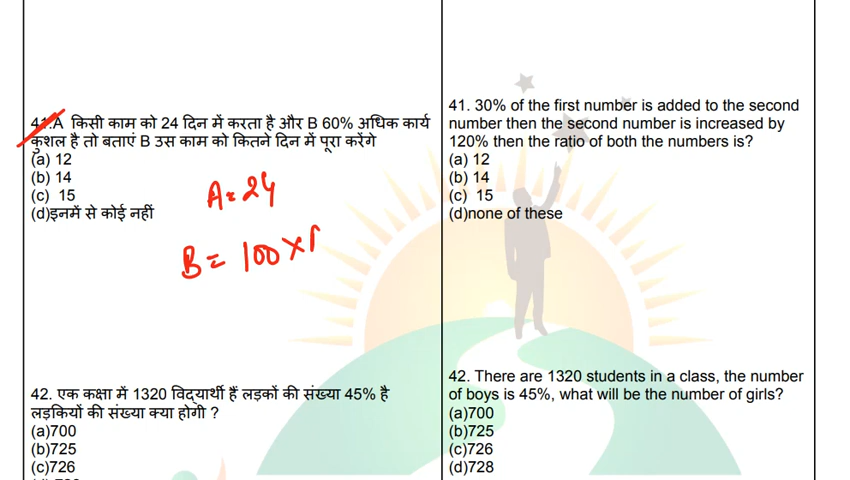 41.A किसी काम को 24 दिन में करता है और B 60% अधिक कार्य
कुशल है तो बताएं B उस काम को कितने दिन में पूरा करेंगे
(a) 12
(b) 14
(c) 15
(d)इनमें से कोई नहीं
A = 24
B = 100 ×
42. एक कक्षा में 1320 विद्यार्थी हैं लड़कों की संख्या 45% है
लड़कियों की संख्या क्या होगी ?
(a)700
(b)725
(c)726
41. 30% of the first number is added to the second
number then the second number is increased by
120% then the ratio of both the numbers is?
(a) 12
(b) 14
(c) 15
(d)none of these
42. There are 1320 students in a class, the number
of boys is 45%, what will be the number of girls?
(a)700
(b)725
(c)726
(d)728